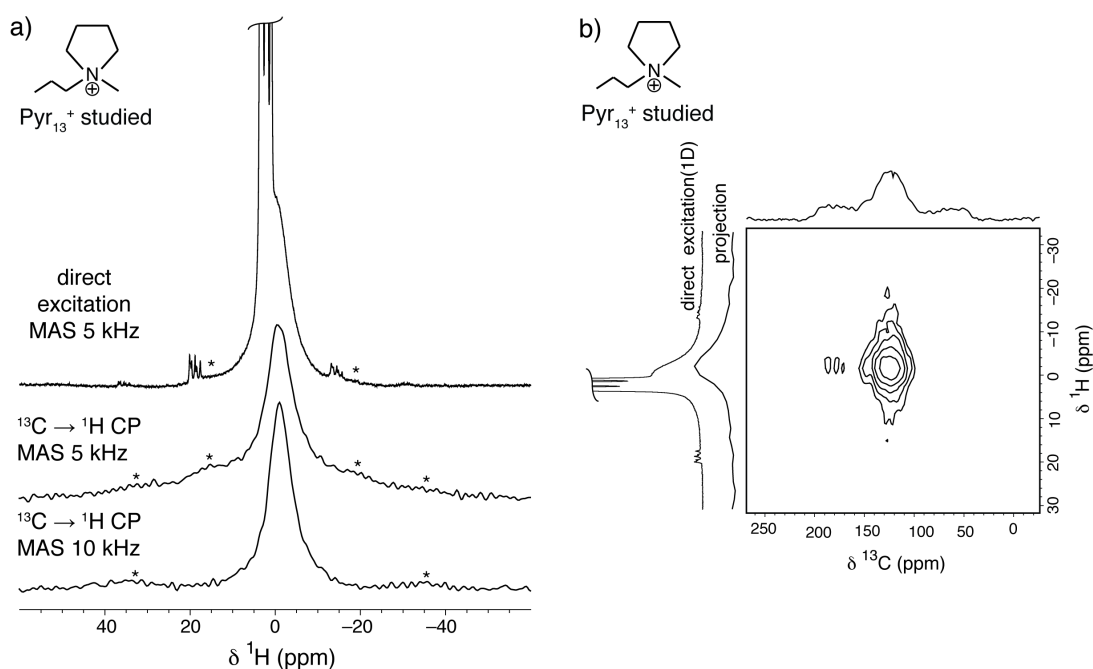 a)
N
⊕
Pyr₁₃⁺ studied
direct
excitation
MAS 5 kHz
*
*
¹³C → ¹H CP
MAS 5 kHz
*
*
*
*
¹³C → ¹H CP
MAS 10 kHz
*
*
40 20 0 −20 −40
δ ¹H (ppm)
b)
N
⊕
Pyr₁₃⁺ studied
direct excitation(1D)
projection
−30
−20
−10
0
10
20
30
δ ¹H (ppm)
250 200 150 100 50 0
δ ¹³C (ppm)